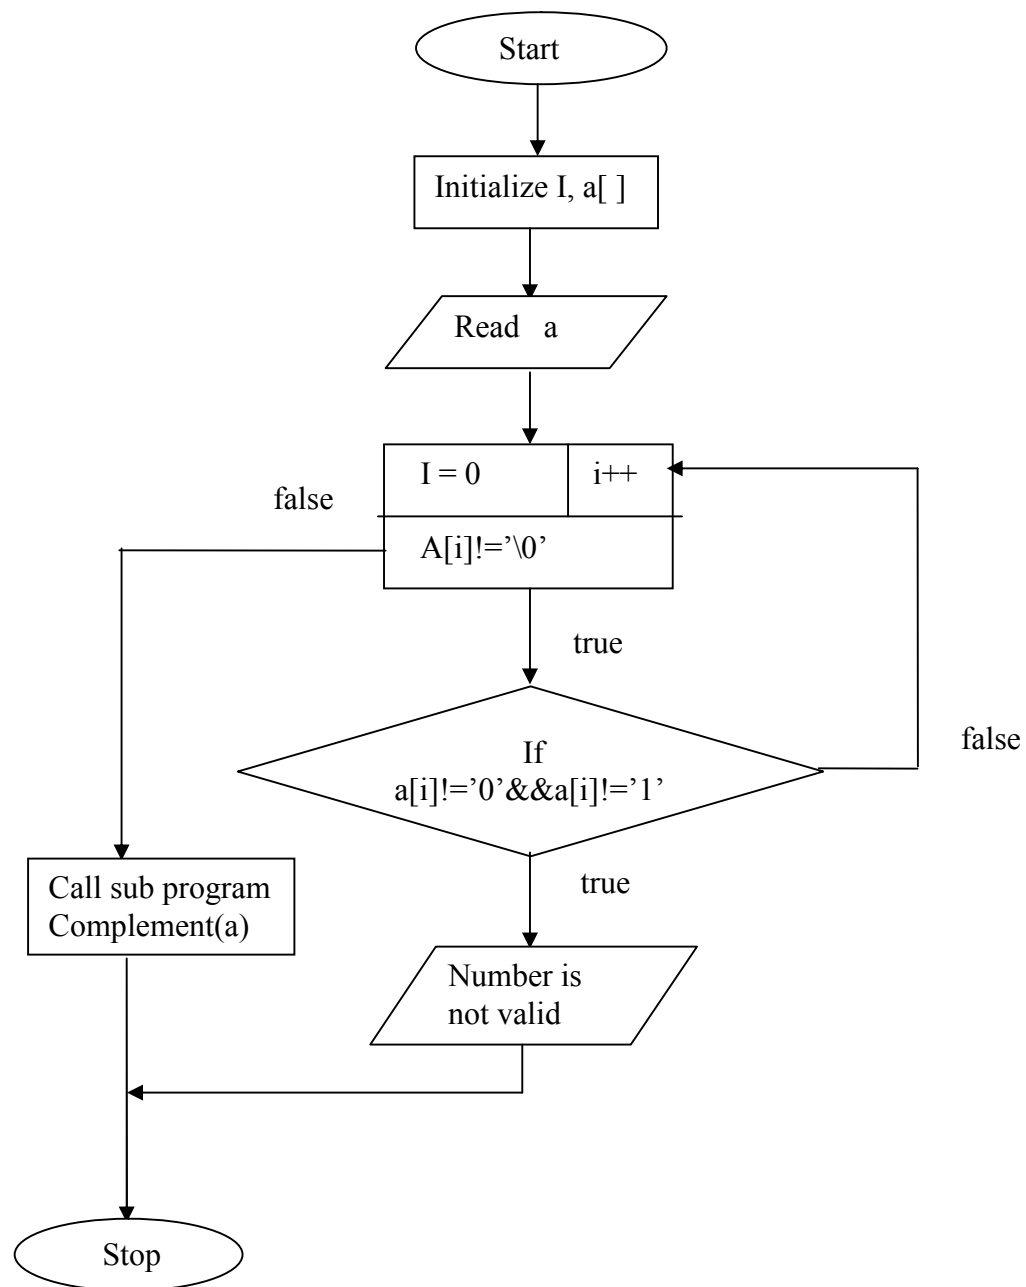 Start
Initialize I, a[ ]
Read a
I = 0
i++
false
A[i]!=’\0’
true
false
If
a[i]!=’0’&&a[i]!=’1’
true
Call sub program
Complement(a)
Number is
not valid
Stop